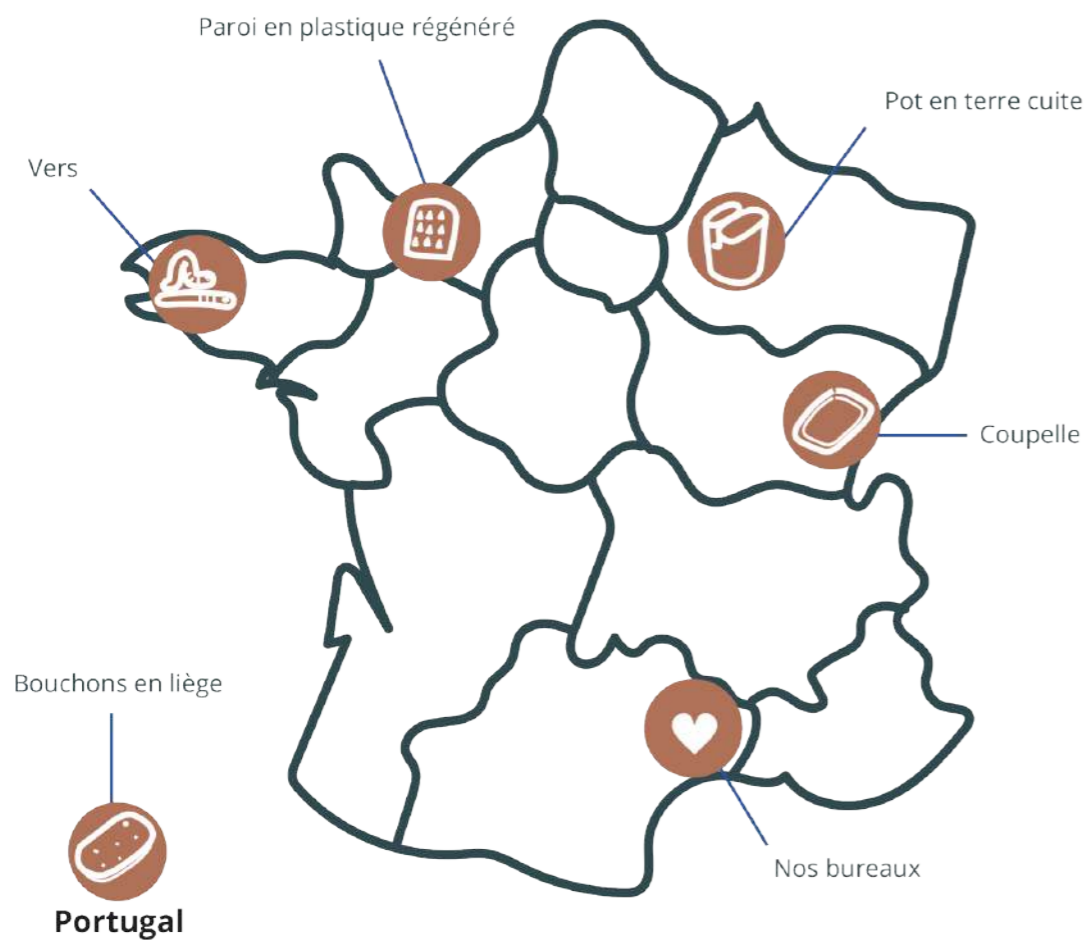 Paroi en plastique régénéré
Pot en terre cuite
Vers
Coupelle
Bouchons en liège
Nos bureaux
Portugal